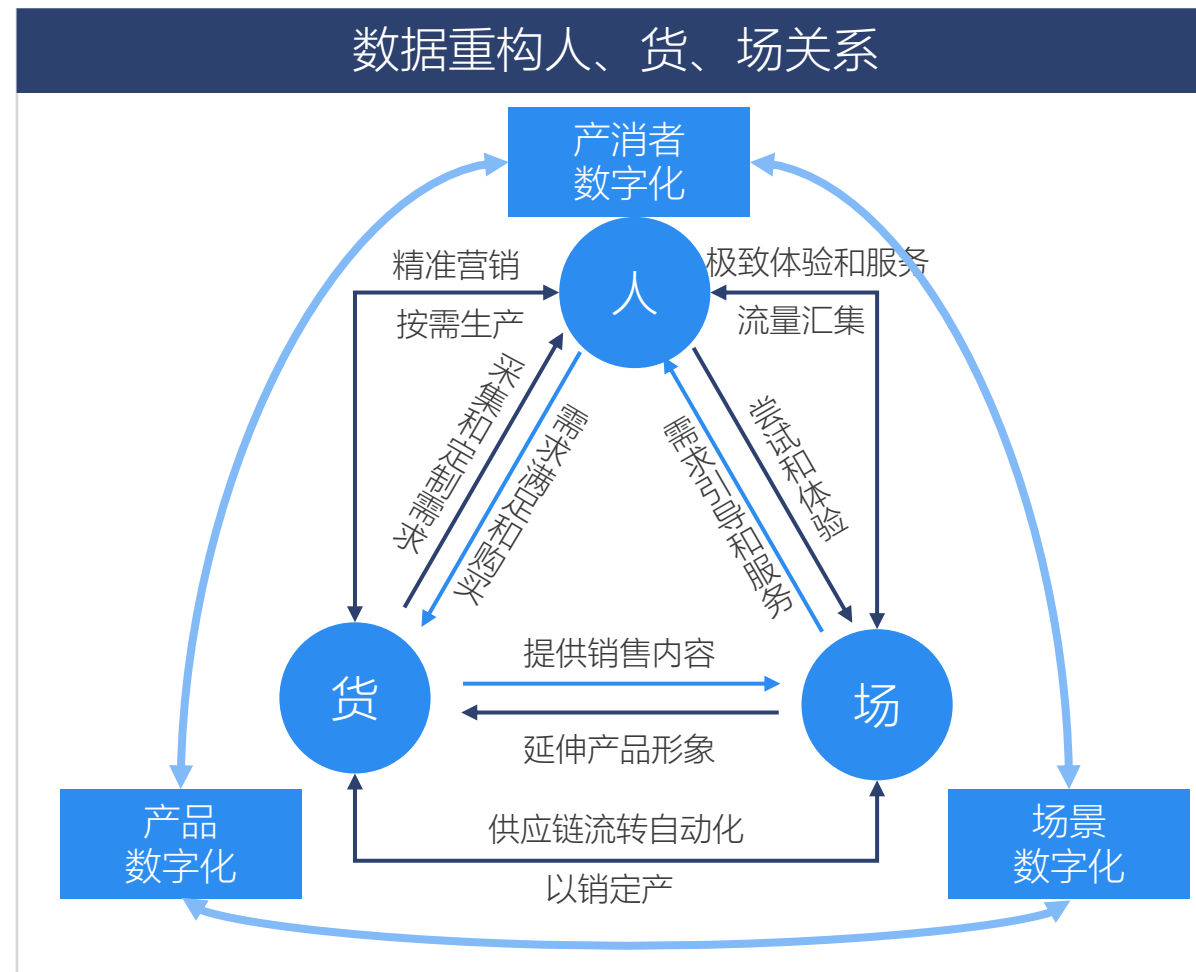 数据重构人、货、场关系
产消者
数字化
精准营销
极致体验和服务
人
按需生产
流量汇集
采集和定制需求
需求满足和购买
需求引导和服务
尝试和体验
提供销售内容
货
场
延伸产品形象
产品
数字化
供应链流转自动化
以销定产
场景
数字化